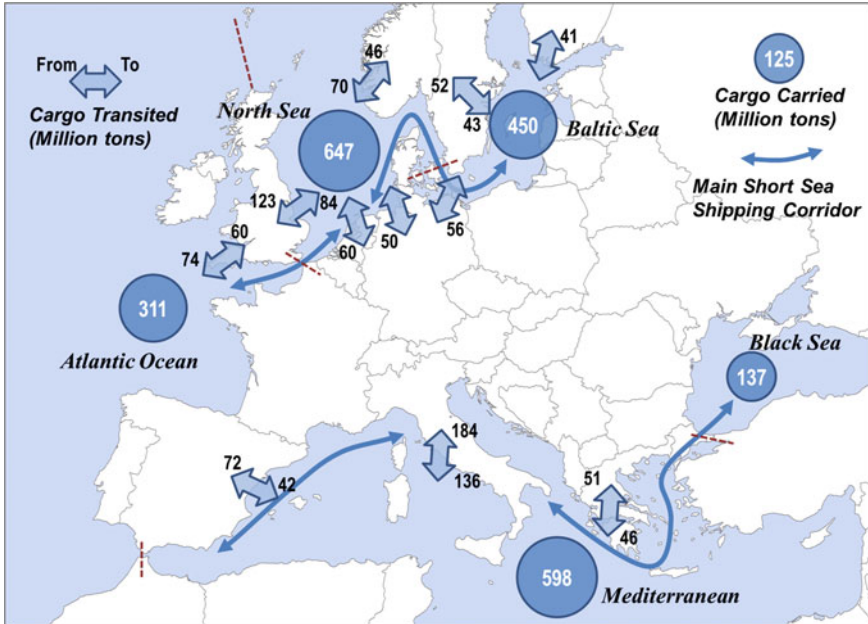 From To
Cargo Transited
(Million tons)
46
70
41
52
43
125
Cargo Carried
(Million tons)
Main Short Sea
Shipping Corridor
North Sea
647
450
Baltic Sea
123
84
60
50
56
60
74
311
Atlantic Ocean
Black Sea
137
184
136
72
42
51
46
598
Mediterranean